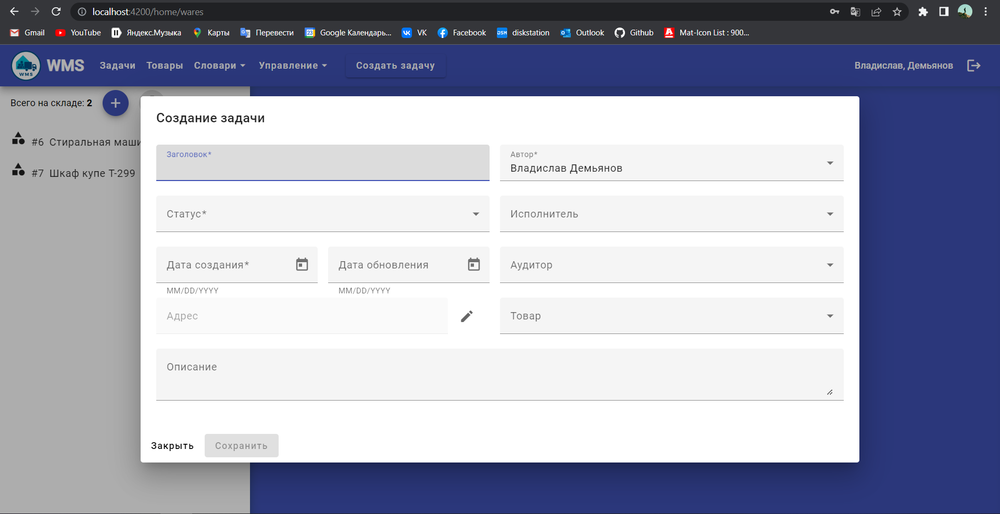 localhost:4200/home/wares
Gmail YouTube Яндекс.Музыка Карты Перевести 23 Google Календарь... VK Facebook DSM diskstation Outlook Github Mat-Icon List : 900...
WMS WMS Задачи Товары Словари Управление Создать задачу Владислав, Демьянов
Всего на складе: 2
#6 Стиральная маши
#7 Шкаф купе Т-299
Создание задачи
Заголовок* Автор*
Владислав Демьянов
Статус* Исполнитель
Дата создания* Дата обновления Аудитор
MM/DD/YYYY MM/DD/YYYY
Адрес Товар
Описание
Закрыть Сохранить